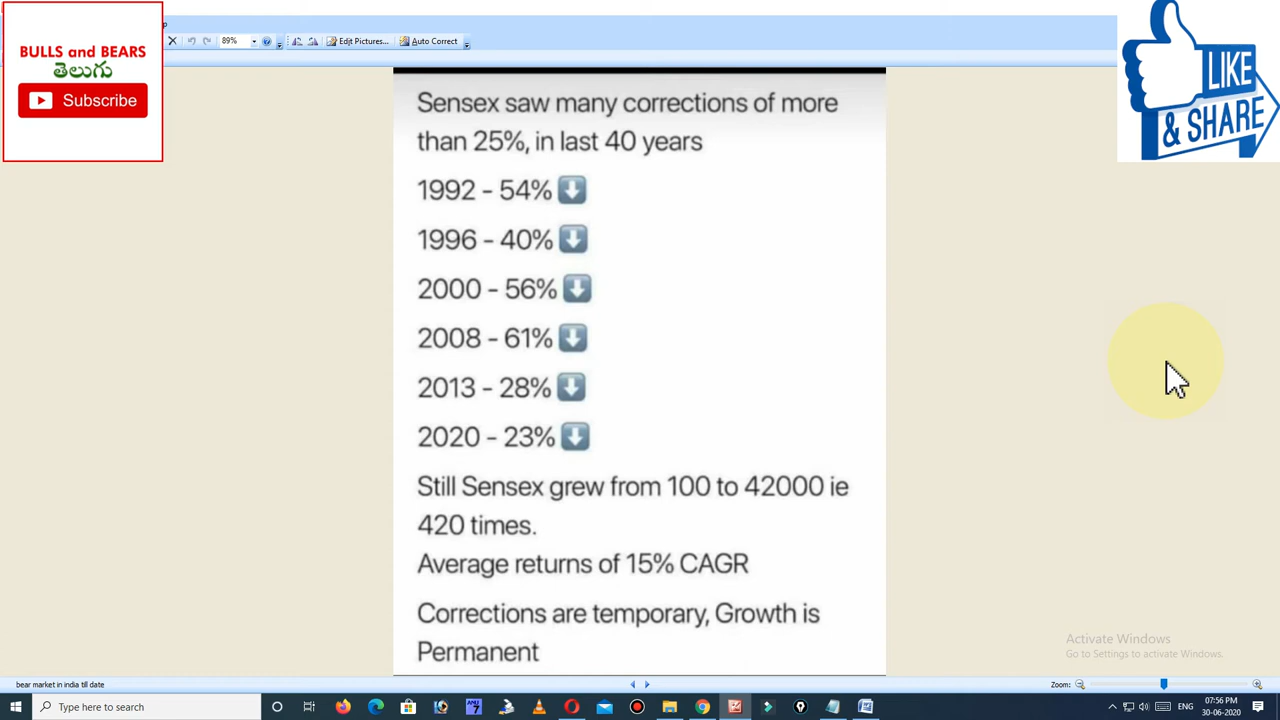 BULLS and BEARS
తెలుగు
Subscribe
89%
Edit Pictures...
Auto Correct
LIKE
& SHARE
Sensex saw many corrections of more
than 25%, in last 40 years
1992 - 54% ⬇️
1996 - 40% ⬇️
2000 - 56% ⬇️
2008 - 61% ⬇️
2013 - 28% ⬇️
2020 - 23% ⬇️
Still Sensex grew from 100 to 42000 ie
420 times.
Average returns of 15% CAGR
Corrections are temporary, Growth is
Permanent
Activate Windows
Go to Settings to activate Windows.
bear market in india till date
Zoom:
Type here to search
ENG
07:56 PM
30-06-2020